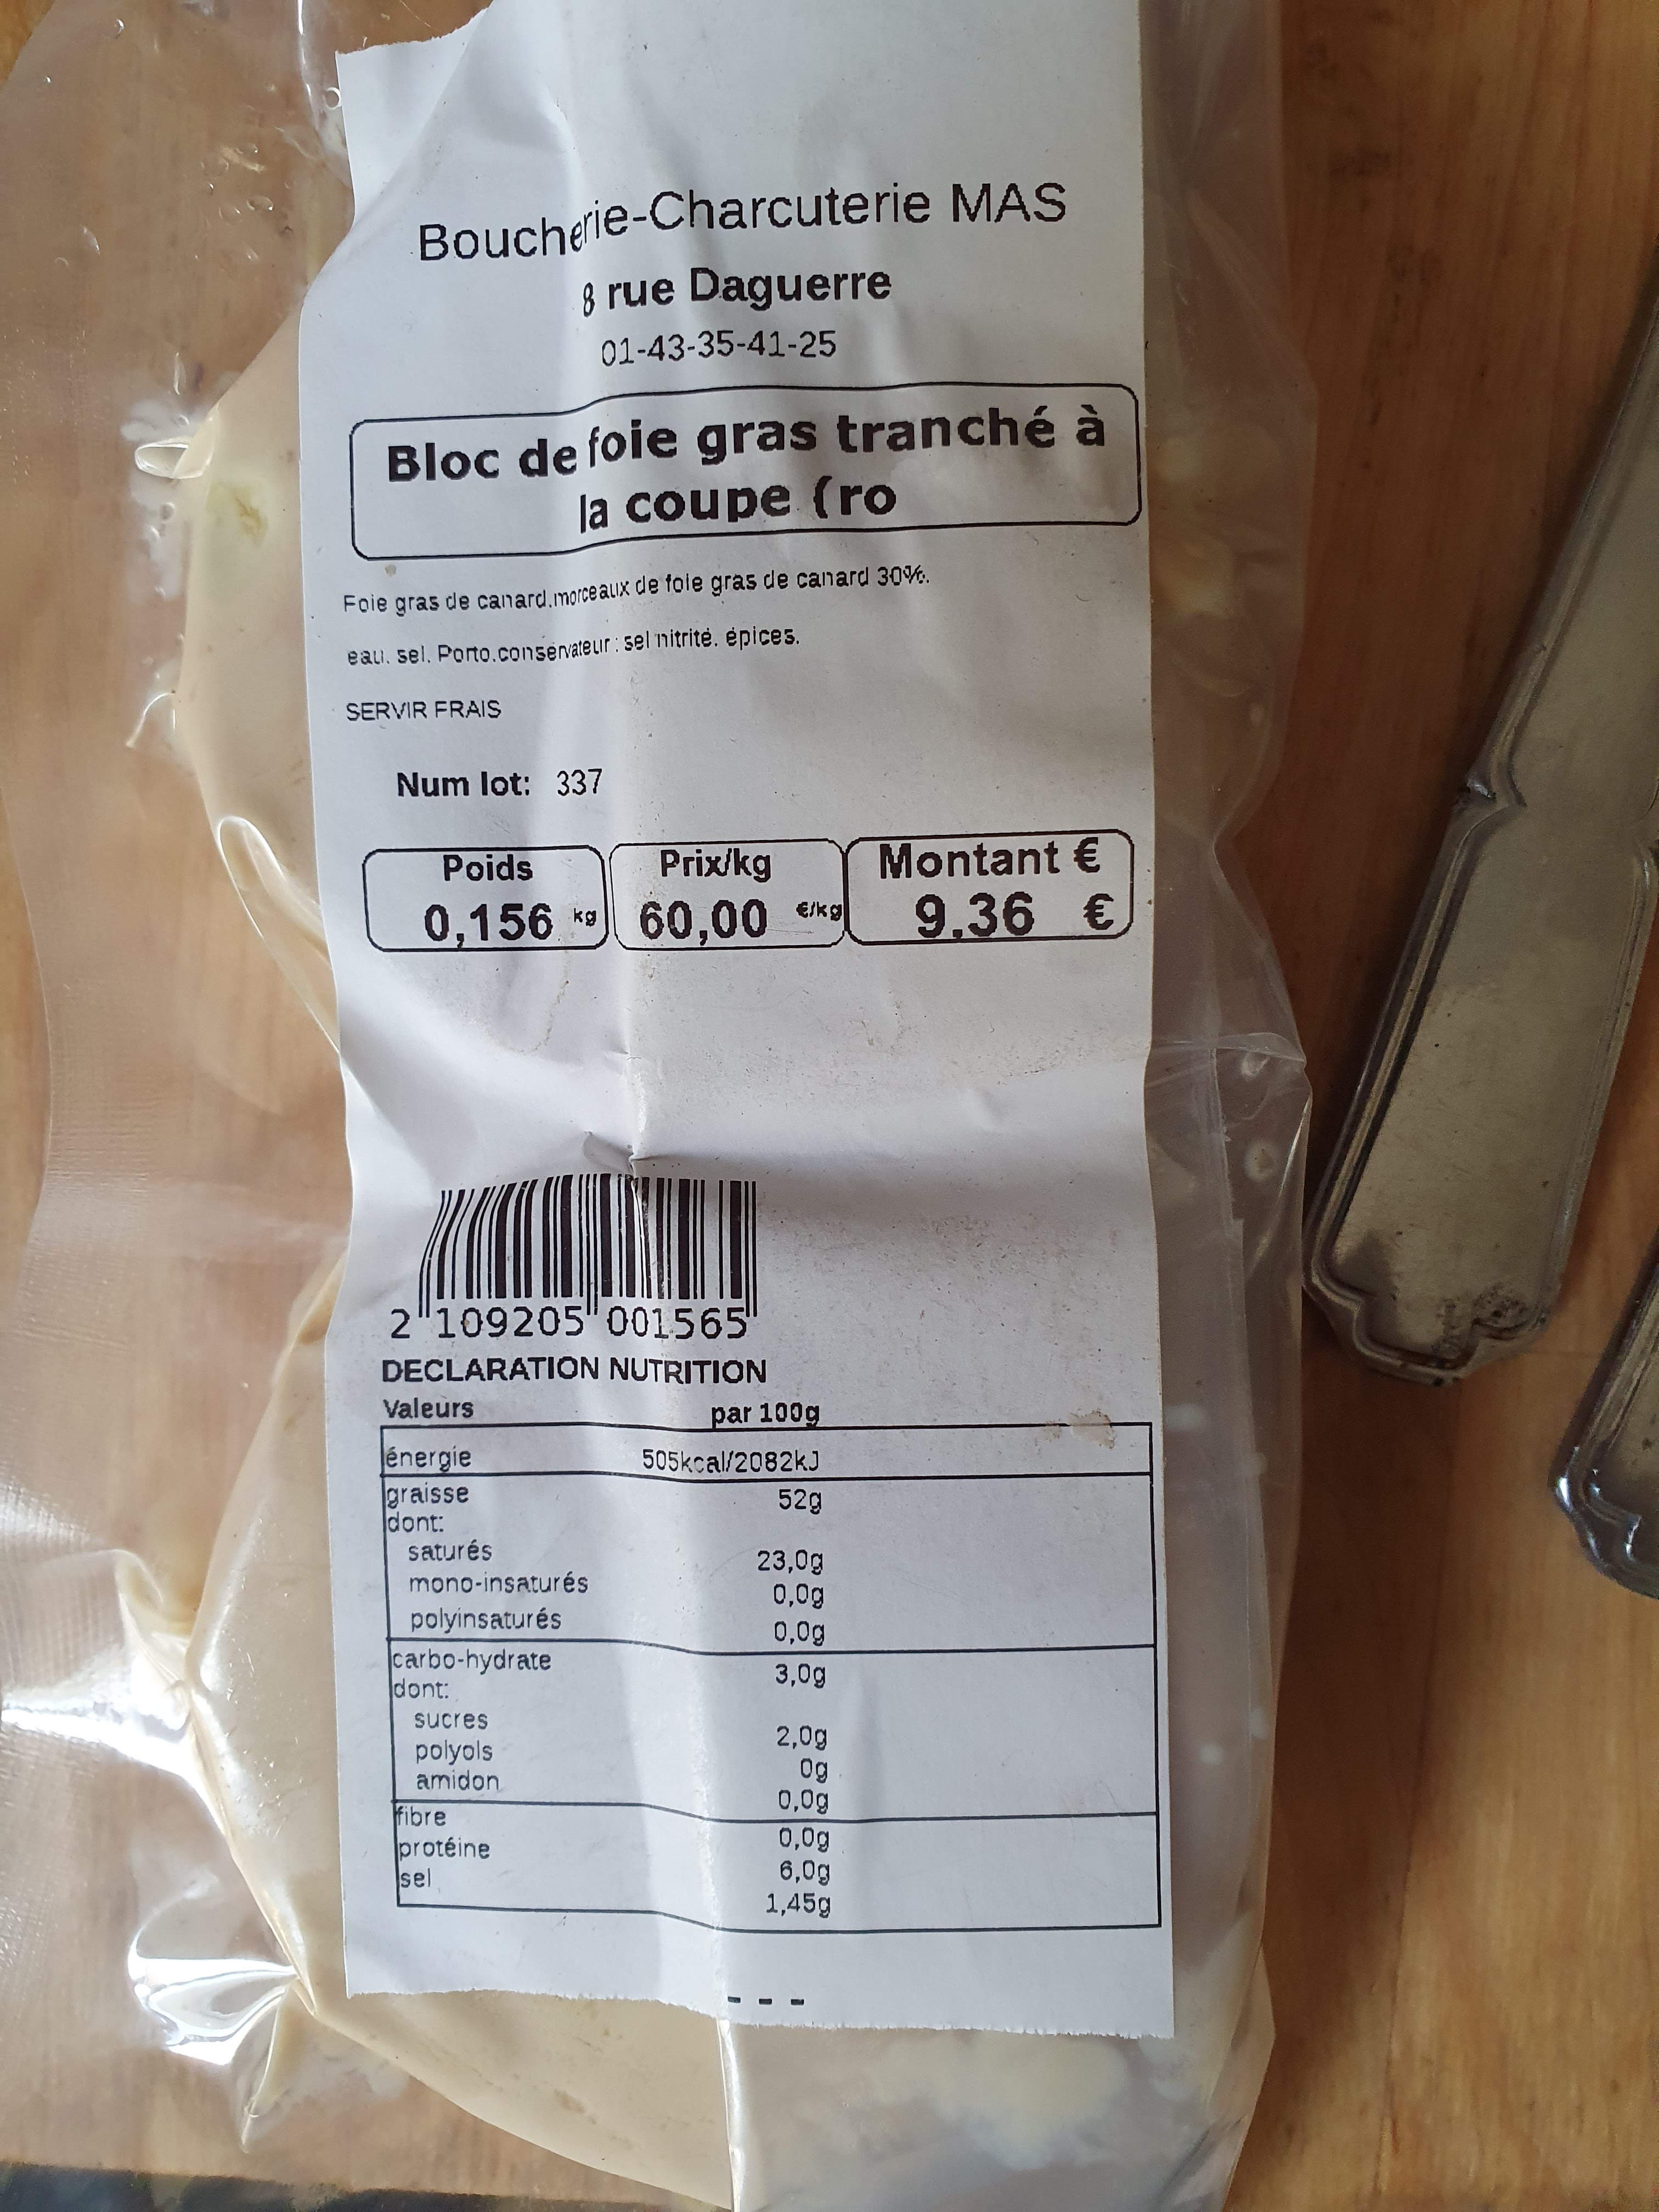 Boucherie-Charcuterie MAS
8 rue Daguerre
01-43-35-41-25
Bloc de foie gras tranché à
la coupe (ro
Foie gras de canard.morceaux de foie gras de canard 30%.
eau. sel. Porto.conservateur : sel nitrité. épices.
SERVIR FRAIS
Num lot: 337
Poids Prix/kg Montant €
0,156 kg 60,00 €/kg 9.36 €
2 109205 001565
DECLARATION NUTRITION
Valeurs par 100g
énergie 505kcal/2082kJ
graisse 52g
dont:
saturés 23,0g
mono-insaturés 0,0g
polyinsaturés 0,0g
carbo-hydrate 3,0g
dont:
sucres 2,0g
polyols 0g
amidon 0,0g
fibre 0,0g
protéine 6,0g
sel 1,45g
- - -